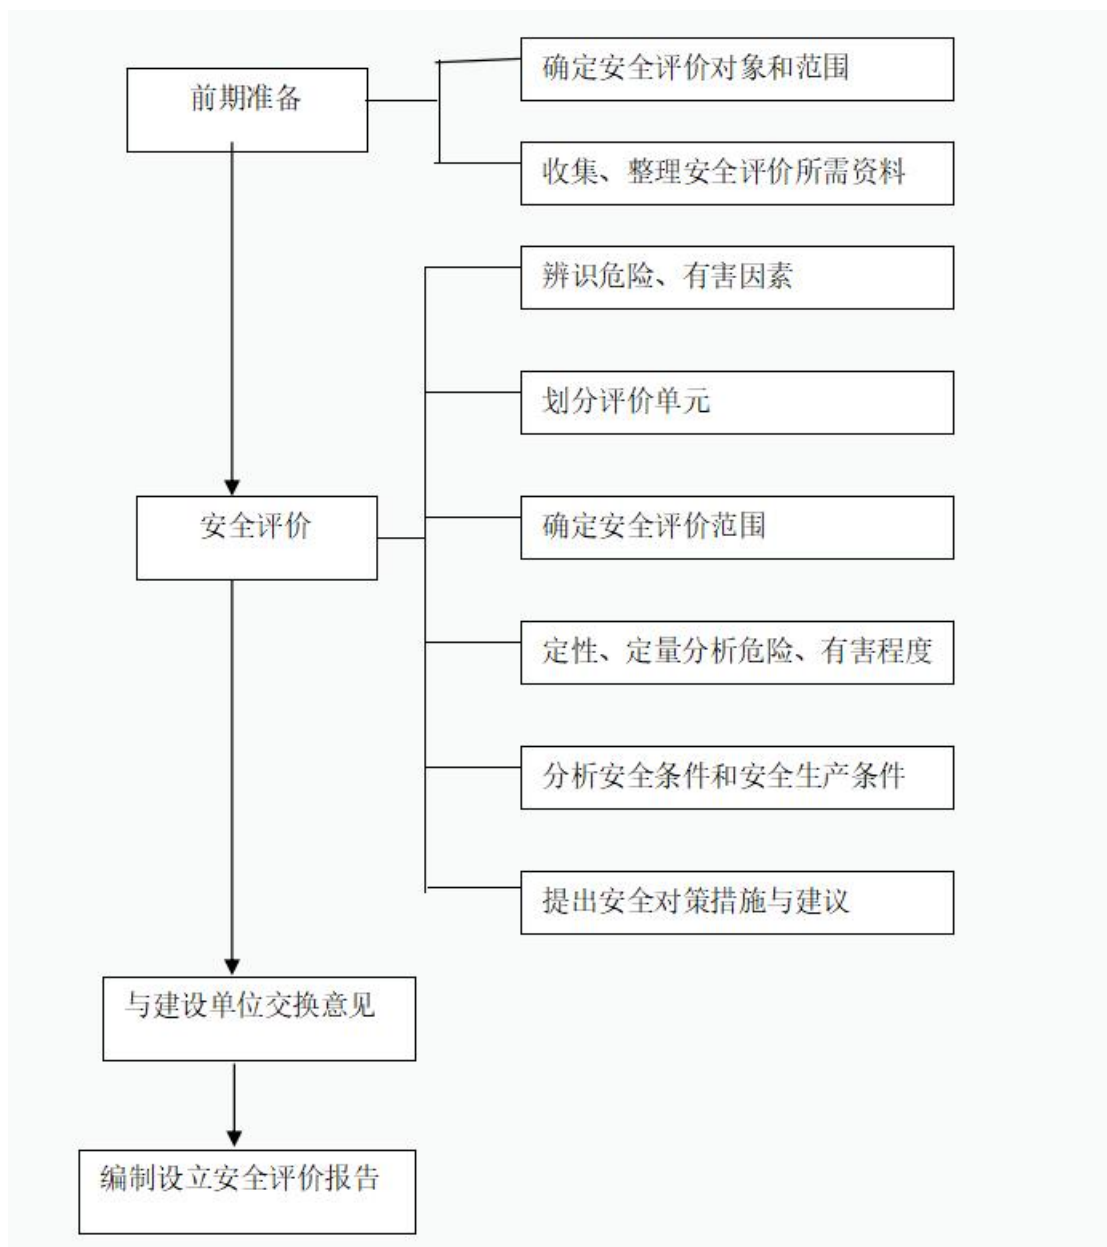 前期准备
确定安全评价对象和范围
收集、整理安全评价所需资料
辨识危险、有害因素
划分评价单元
安全评价
确定安全评价范围
定性、定量分析危险、有害程度
分析安全条件和安全生产条件
提出安全对策措施与建议
与建设单位交换意见
编制设立安全评价报告